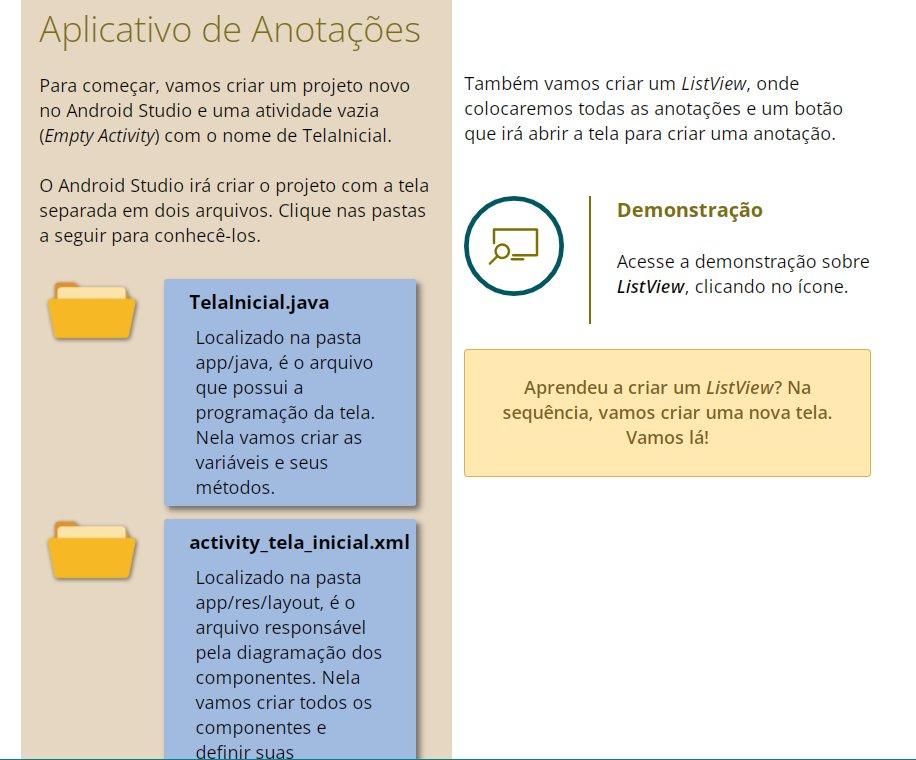 Aplicativo de Anotações
Para começar, vamos criar um projeto novo
no Android Studio e uma atividade vazia
(Empty Activity) com o nome de TelaInicial.
O Android Studio irá criar o projeto com a tela
separada em dois arquivos. Clique nas pastas
a seguir para conhecê-los.
TelaInicial.java
Localizado na pasta
app/java, é o arquivo
que possui a
programação da tela.
Nela vamos criar as
variáveis e seus
métodos.
activity_tela_inicial.xml
Localizado na pasta
app/res/layout, é o
arquivo responsável
pela diagramação dos
componentes. Nela
vamos criar todos os
componentes e
definir suas
Também vamos criar um ListView, onde
colocaremos todas as anotações e um botão
que irá abrir a tela para criar uma anotação.
Demonstração
Acesse a demonstração sobre
ListView, clicando no ícone.
Aprendeu a criar um ListView? Na
sequência, vamos criar uma nova tela.
Vamos lá!